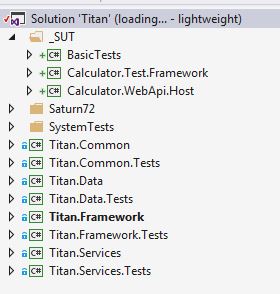 Solution 'Titan' (loading... - lightweight)
_SUT
BasicTests
Calculator.Test.Framework
Calculator.WebApi.Host
Saturn72
SystemTests
Titan.Common
Titan.Common.Tests
Titan.Data
Titan.Data.Tests
Titan.Framework
Titan.Framework.Tests
Titan.Services
Titan.Services.Tests